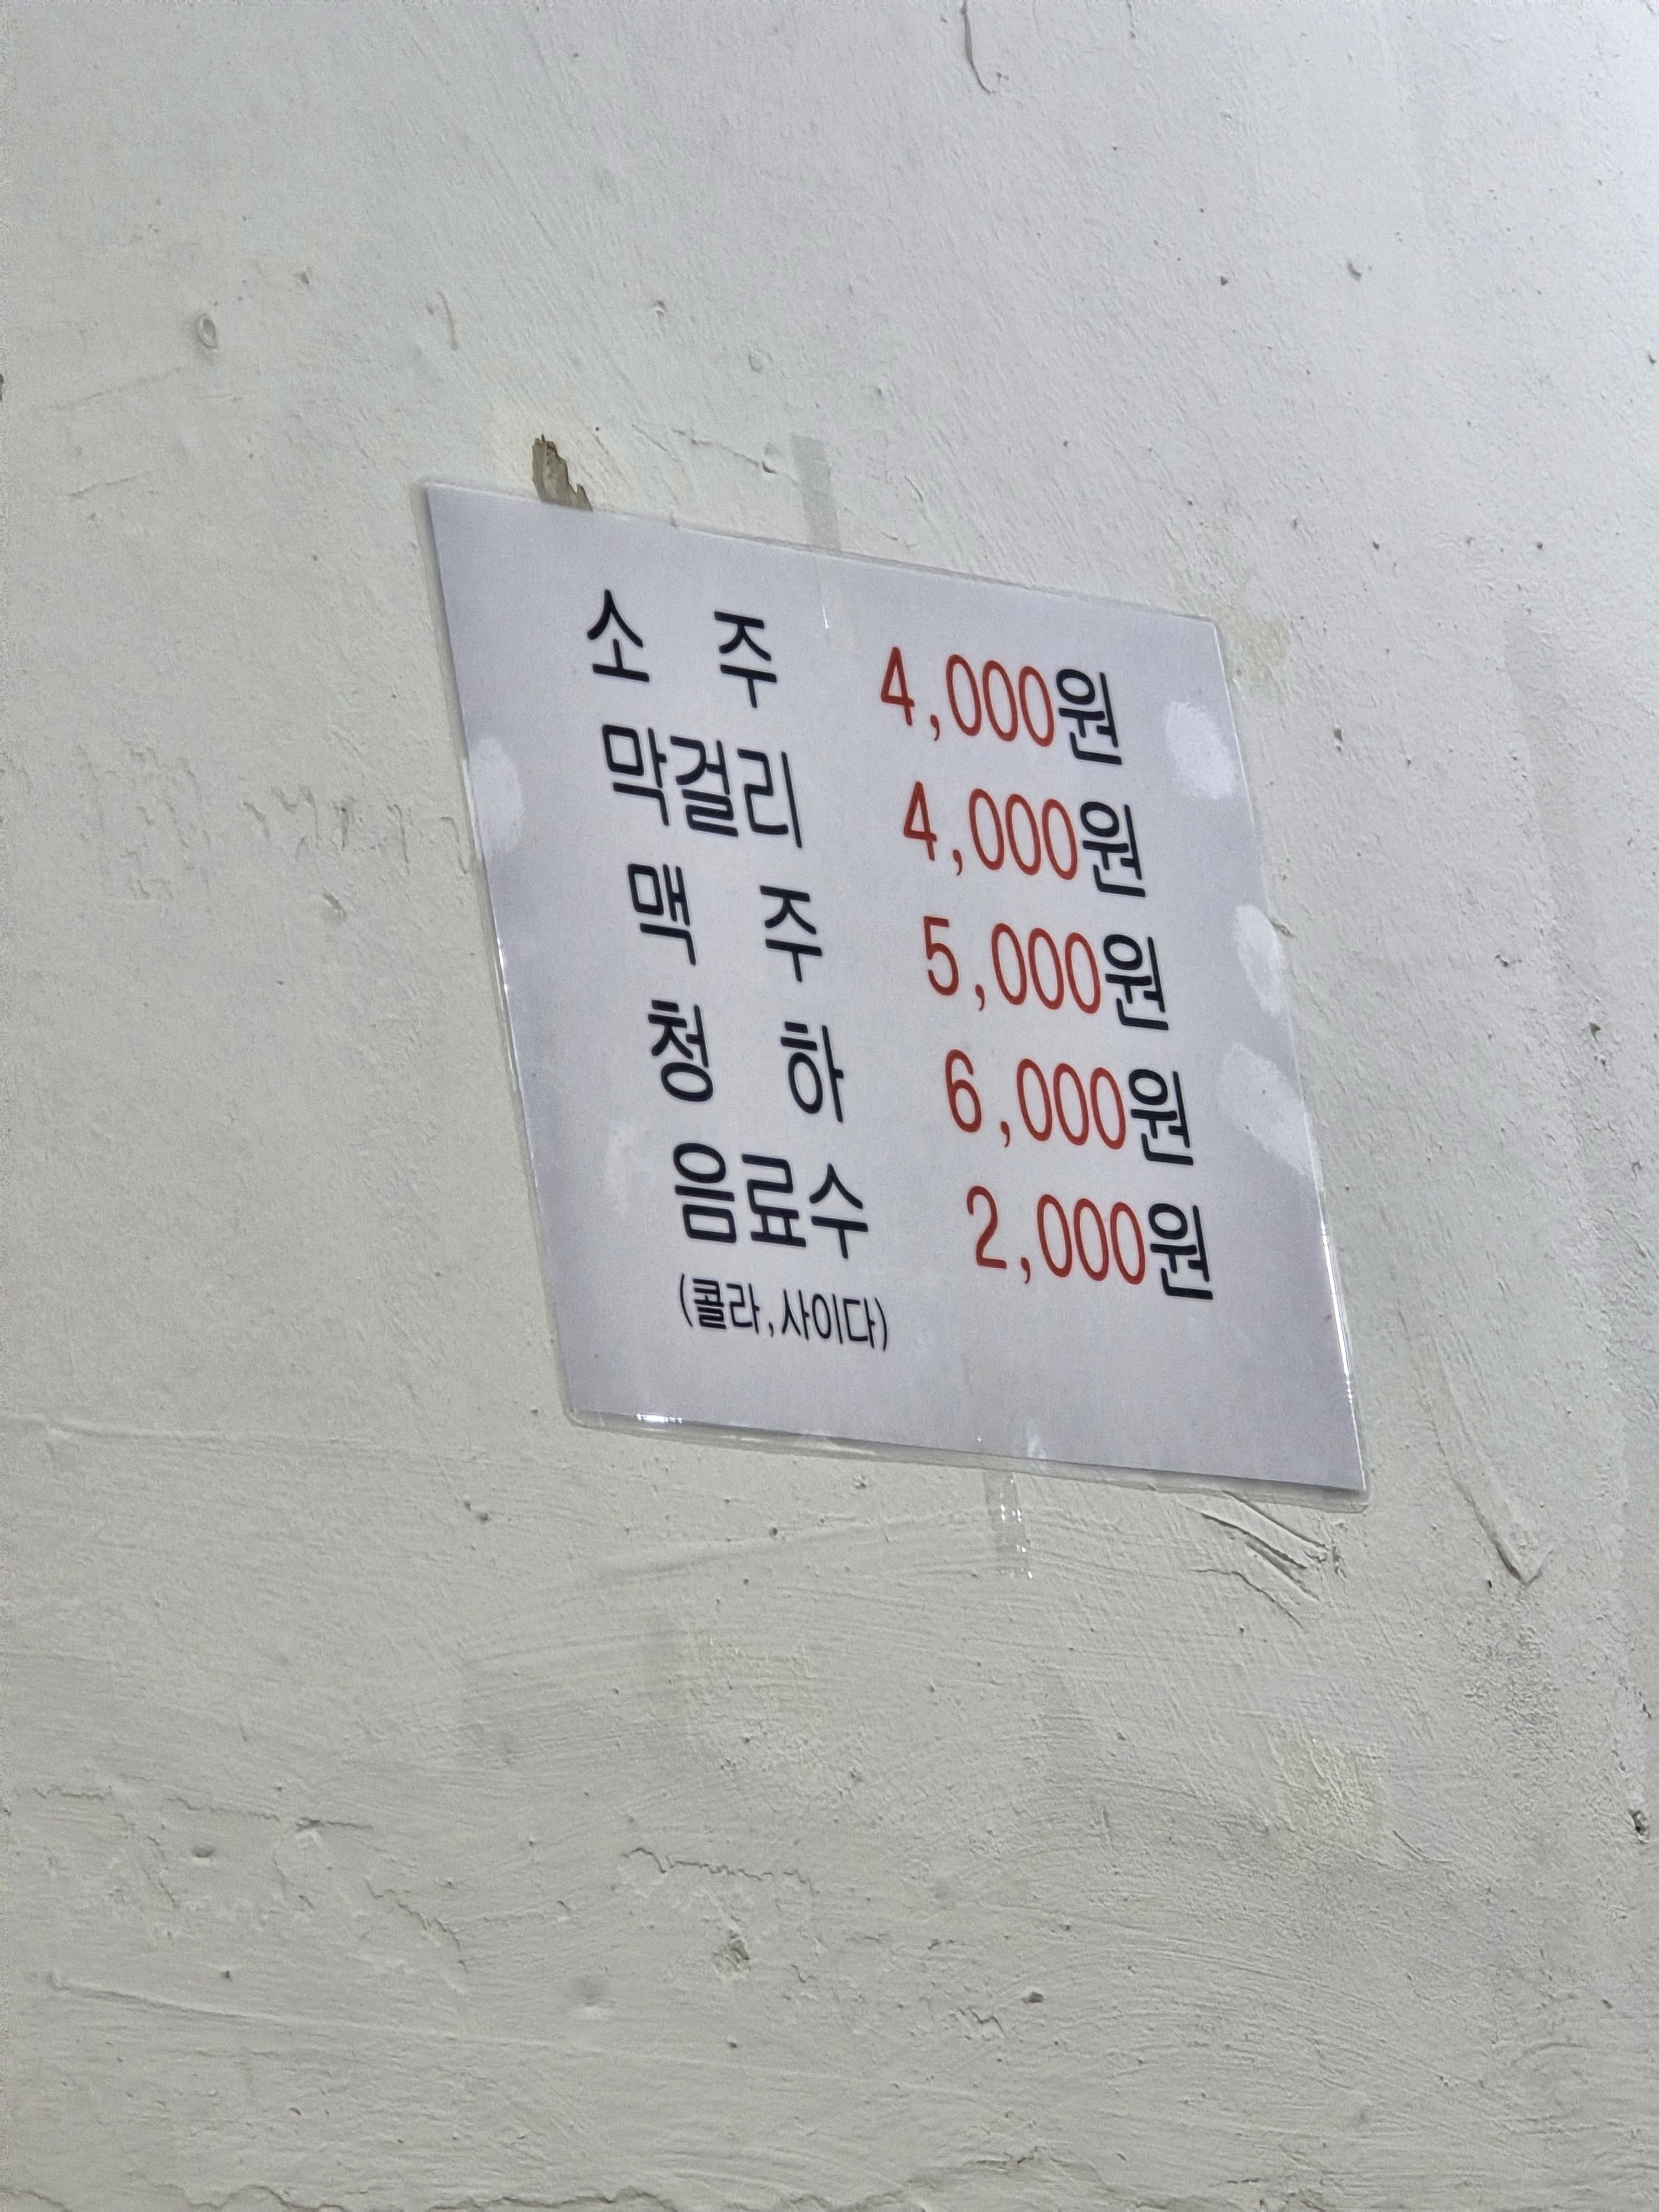 소 주 4,000원
막걸리 4,000원
맥 주 5,000원
청 하 6,000원
음료수 2,000원
(콜라,사이다)